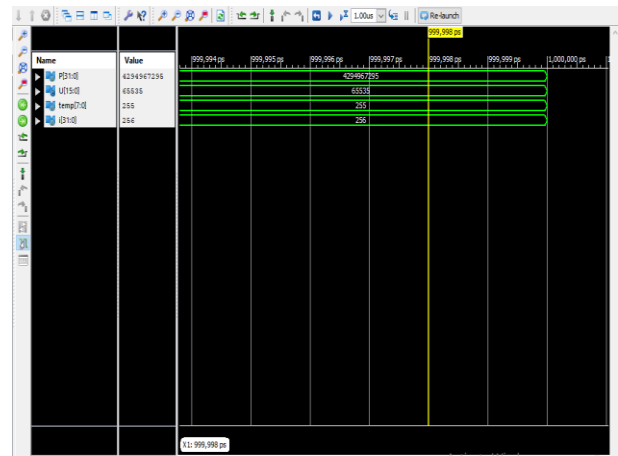 1.00us Re-launch
999,998 ps
Name Value 999,994 ps 999,995 ps 999,996 ps 999,997 ps 999,998 ps 999,999 ps 1,000,000 ps
P[31:0] 4294967295 4294967295
U[15:0] 65535 65535
temp[7:0] 255 255
i[31:0] 256 256
X1: 999,998 ps